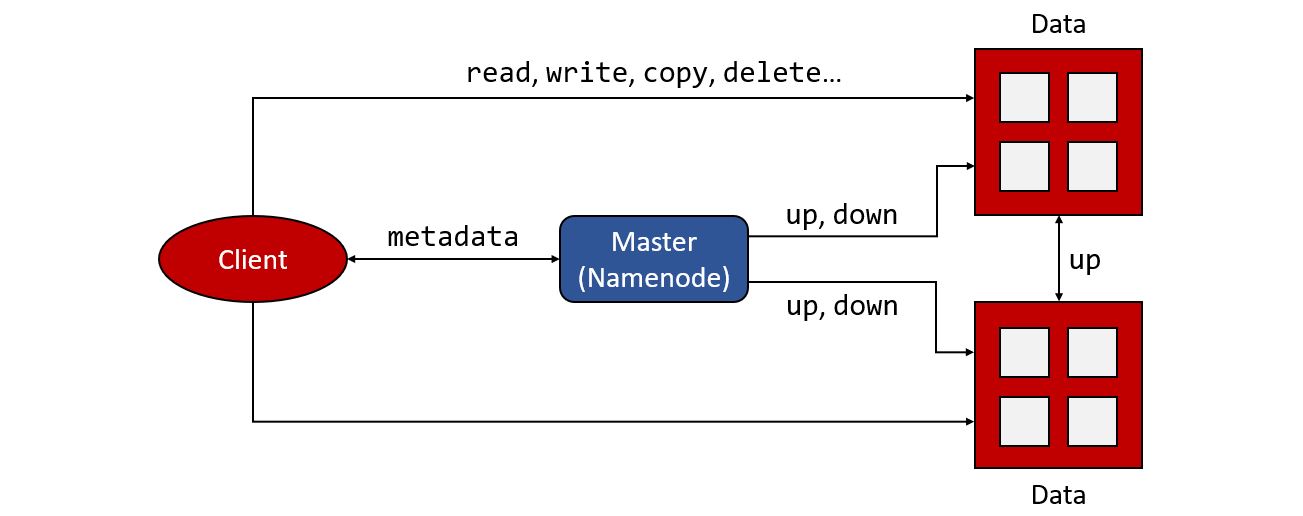 Data
read, write, copy, delete…
up, down
metadata
Master
(Namenode)
Client
up
up, down
Data